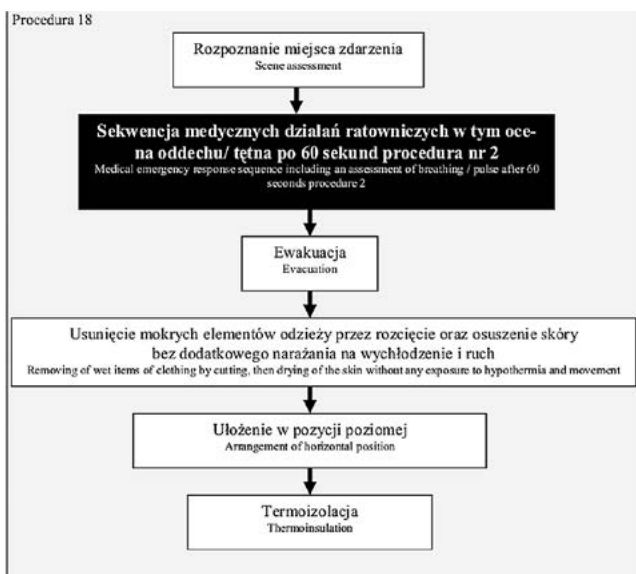 Procedura 18
Rozpoznanie miejsca zdarzenia
Scene assessment
Sekwencja medycznych działań ratowniczych w tym oce-
na oddechu/ tętna po 60 sekund procedura nr 2
Medical emergency response sequence including an assessment of breathing / pulse after 60
seconds procedure 2
Ewakuacja
Evacuation
Usunięcie mokrych elementów odzieży przez rozcięcie oraz osuszenie skóry
bez dodatkowego narażania na wychłodzenie i ruch
Removing of wet items of clothing by cutting, then drying of the skin without any exposure to hypothermia and movement
Ułożenie w pozycji poziomej
Arrangement of horizontal position
Termoizolacja
Thermoinsulation